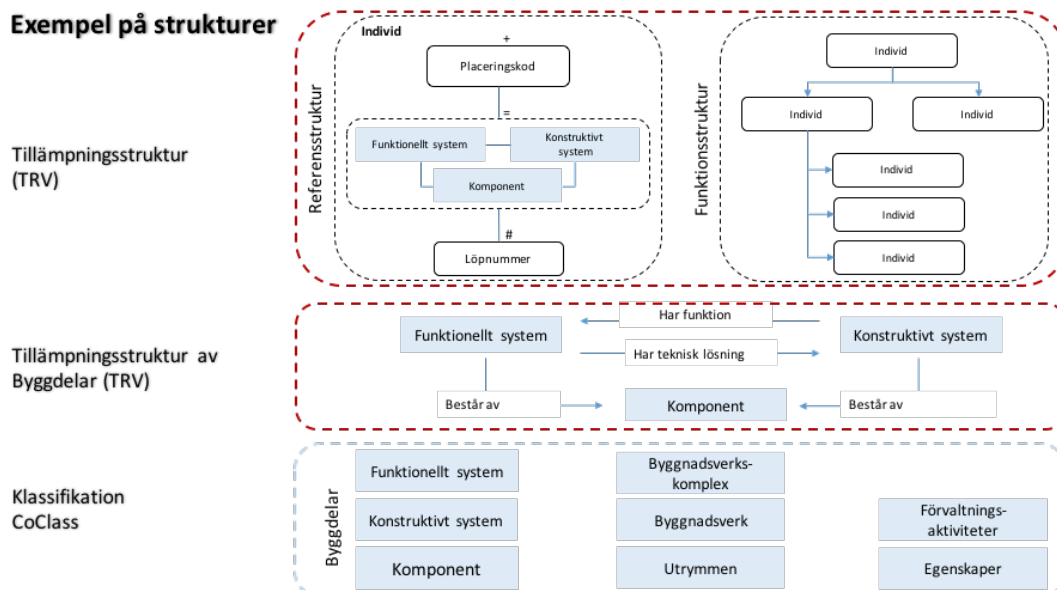 Exempel på strukturer
Tillämpningsstruktur
(TRV)
Referensstruktur
Individ
+
Placeringskod
=
Funktionellt system
Konstruktivt
system
Komponent
#
Löpnummer
Funktionsstruktur
Individ
Individ
Individ
Individ
Individ
Individ
Tillämpningsstruktur av
Byggdelar (TRV)
Har funktion
Funktionellt system
Konstruktivt system
Har teknisk lösning
Består av
Komponent
Består av
Klassifikation
CoClass
Byggdelar
Funktionellt system
Byggnadsverks-
komplex
Konstruktivt system
Byggnadsverk
Förvaltnings-
aktiviteter
Komponent
Utrymmen
Egenskaper